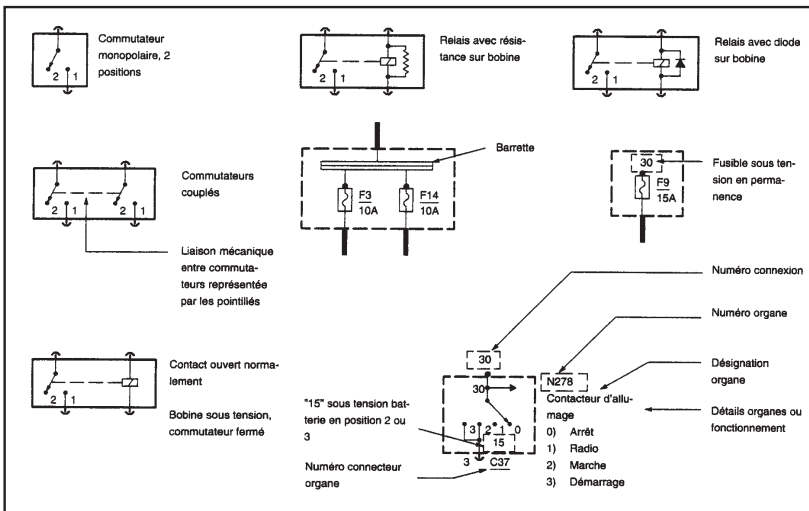 Commutateur
monopolaire, 2
positions
2 1
Relais avec résis-
tance sur bobine
2 1
Relais avec diode
sur bobine
2 1
Commutateurs
couplés
2 1 2 1
Liaison mécanique
entre commuta-
teurs représentée
par les pointiliés
Barrette
F3
10A
F14
10A
30
F9
15A
Fusible sous ten-
sion en perma-
nence
Contact ouvert norma-
lement
Bobine sous tension,
commutateur fermé
2 1
Numéro connexion
Numéro organe
Désignation
organe
Détails organes ou
fonctionnement
"15" sous tension bat-
terie en position 2 ou
3
Numéro connecteur
organe
30
30
3 2 1 0
15
3 C37
N278
Contacteur d'allu-
mage
0) Arrêt
1) Radio
2) Marche
3) Démarrage